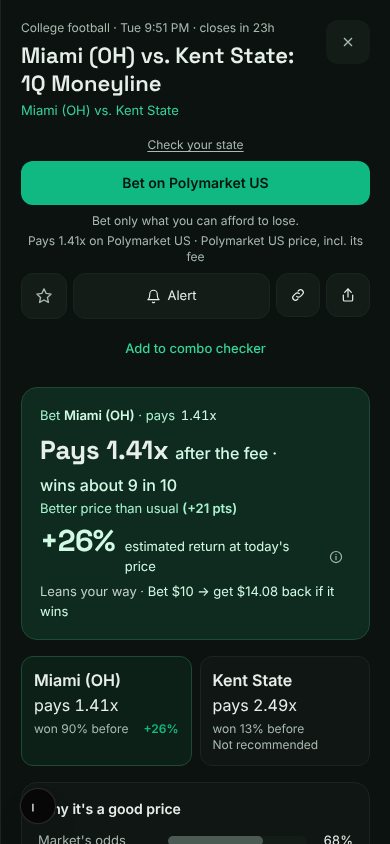 College football · Tue 9:51 PM · closes in 23h
Miami (OH) vs. Kent State:
1Q Moneyline
Miami (OH) vs. Kent State
Check your state
Bet on Polymarket US
Bet only what you can afford to lose.
Pays 1.41x on Polymarket US · Polymarket US price, incl. its
fee
Alert
Add to combo checker
Bet Miami (OH) · pays 1.41x
Pays 1.41x after the fee ·
wins about 9 in 10
Better price than usual (+21 pts)
+26% estimated return at today's
price
Leans your way · Bet $10 → get $14.08 back if it
wins
Miami (OH)
pays 1.41x
won 90% before +26%
Kent State
pays 2.49x
won 13% before
Not recommended
it's a good price
Market's odds 68%